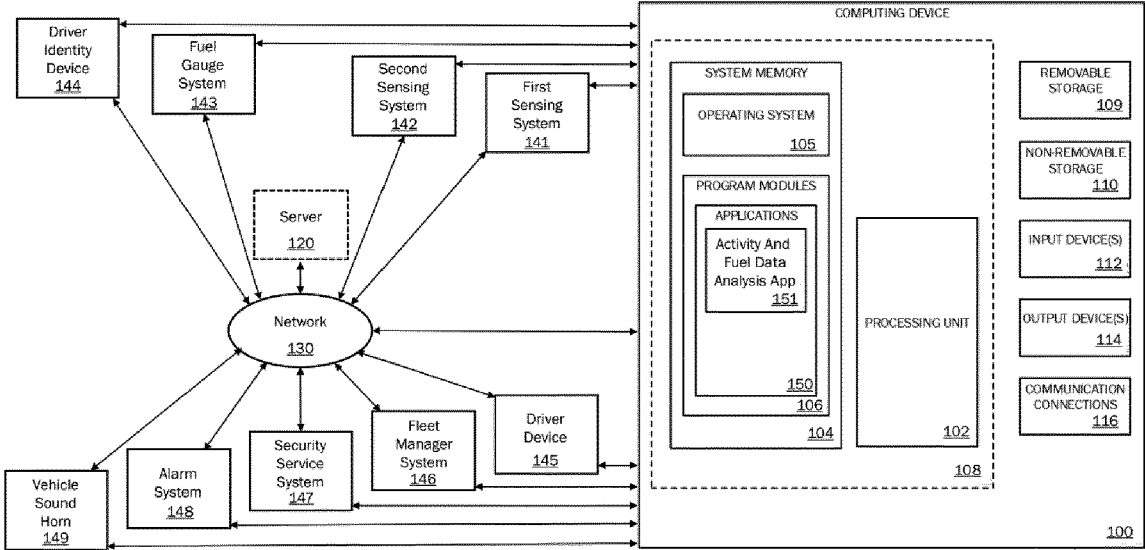 COMPUTING DEVICE
Driver
Identity
Device
144
Fuel
Gauge
System
143
Second
Sensing
System
142
First
Sensing
System
141
Server
120
Network
130
Vehicle
Sound
Horn
149
Alarm
System
148
Security
Service
System
147
Fleet
Manager
System
146
Driver
Device
145
SYSTEM MEMORY
OPERATING SYSTEM
105
PROGRAM MODULES
APPLICATIONS
Activity And
Fuel Data
Analysis App
151
150
106
104
PROCESSING UNIT
102
108
REMOVABLE
STORAGE
109
NON-REMOVABLE
STORAGE
110
INPUT DEVICE(S)
112
OUTPUT DEVICE(S)
114
COMMUNICATION
CONNECTIONS
116
100